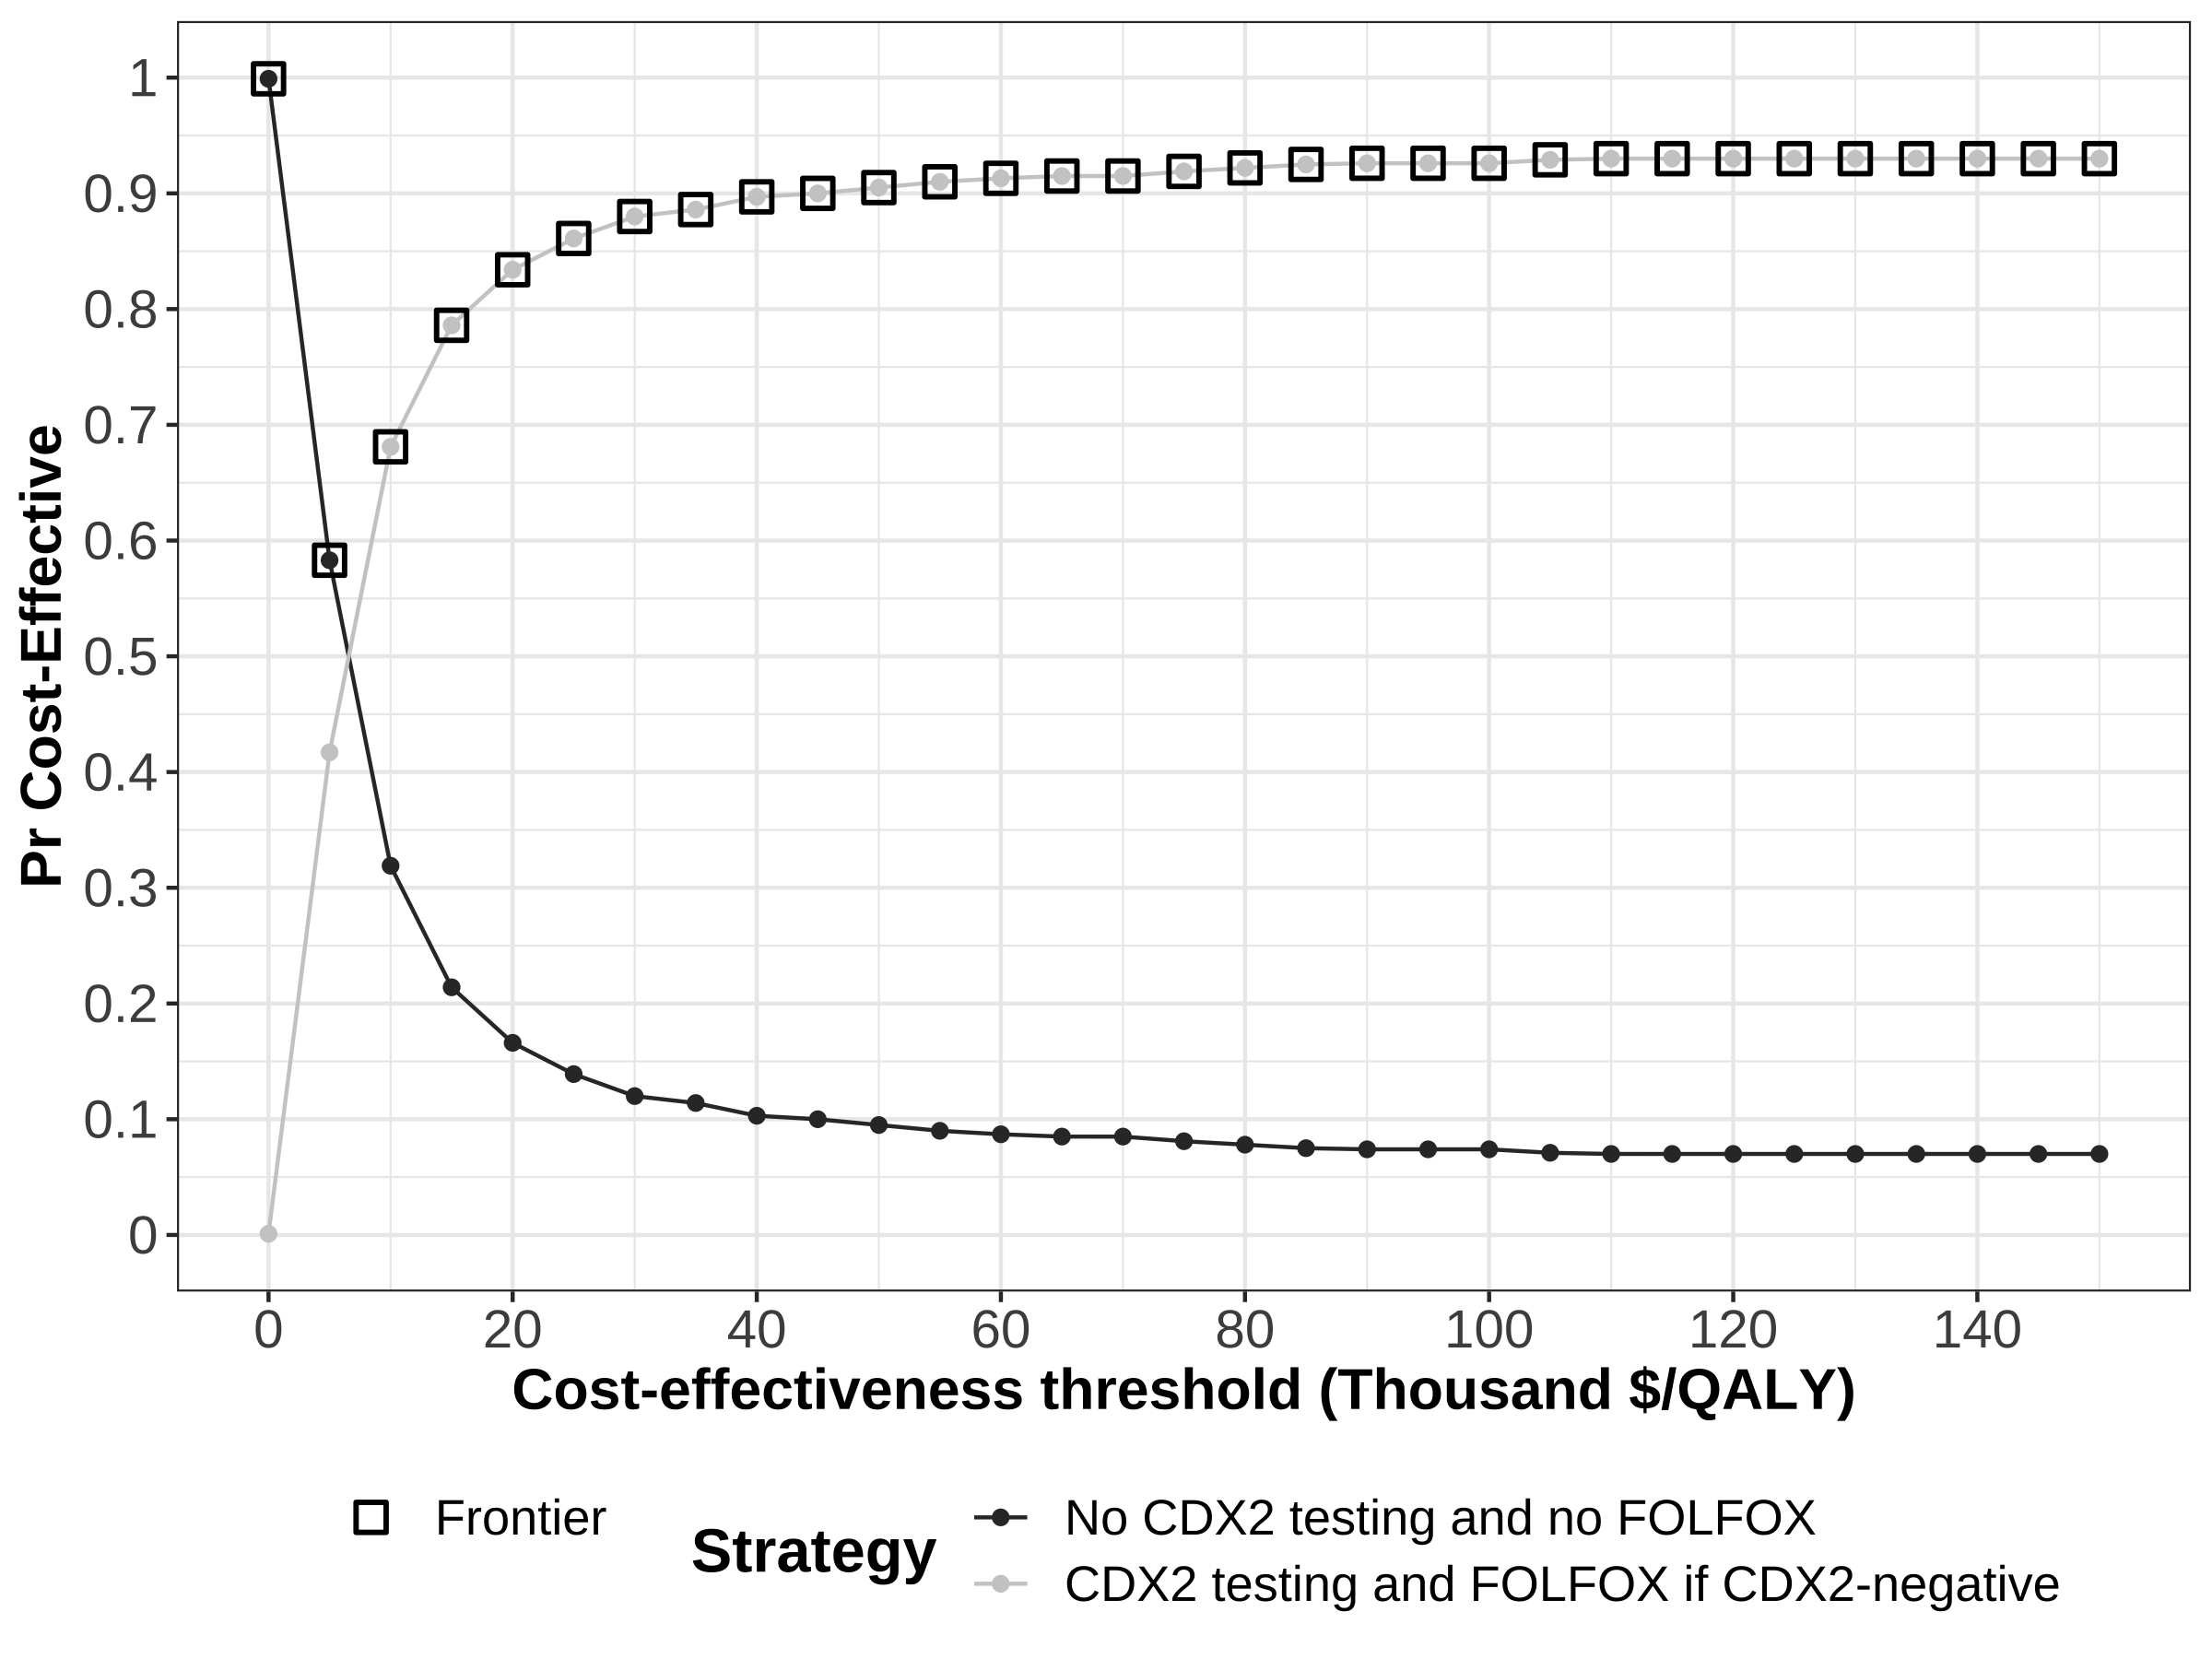 Pr Cost-Effective
1
0.9
0.8
0.7
0.6
0.5
0.4
0.3
0.2
0.1
0
0 20 40 60 80 100 120 140
Cost-effectiveness threshold (Thousand $/QALY)
Frontier
Strategy
No CDX2 testing and no FOLFOX
CDX2 testing and FOLFOX if CDX2-negative